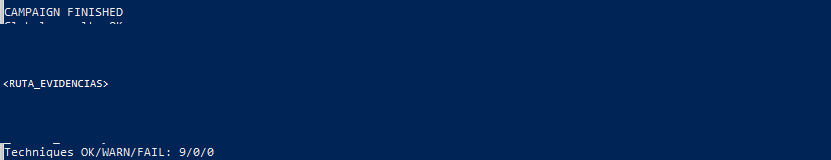 CAMPAIGN FINISHED
<RUTA_EVIDENCIAS>
Techniques OK/WARN/FAIL: 9/0/0